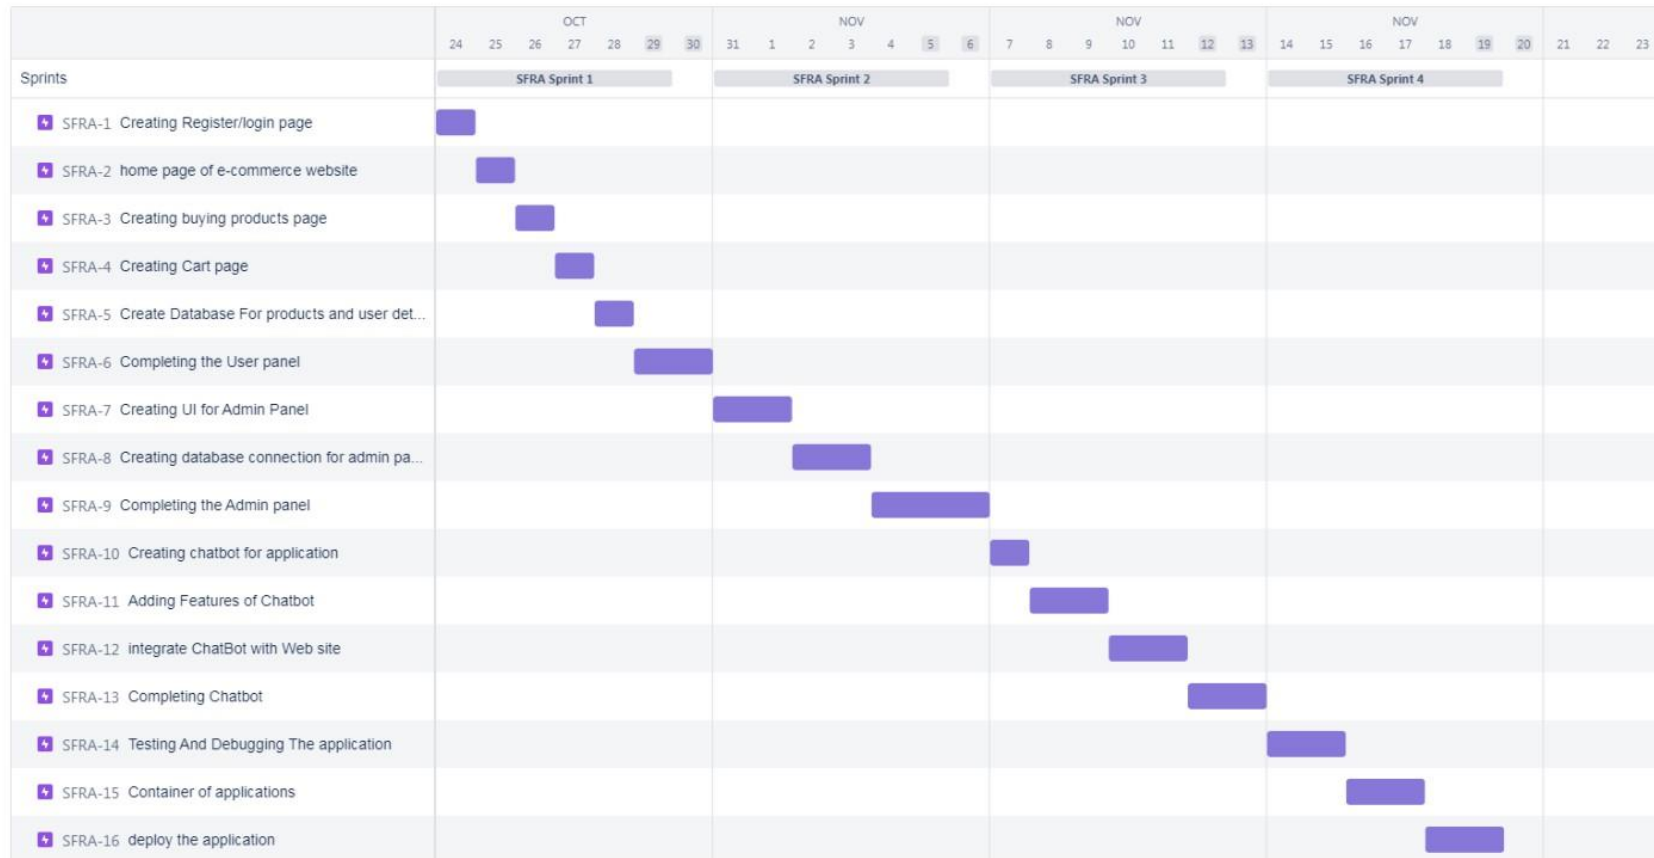 OCT NOV NOV NOV
24 25 26 27 28 29 30 31 1 2 3 4 5 6 7 8 9 10 11 12 13 14 15 16 17 18 19 20 21 22 23
Sprints SFRA Sprint 1 SFRA Sprint 2 SFRA Sprint 3 SFRA Sprint 4
SFRA-1 Creating Register/login page
SFRA-2 home page of e-commerce website
SFRA-3 Creating buying products page
SFRA-4 Creating Cart page
SFRA-5 Create Database For products and user det...
SFRA-6 Completing the User panel
SFRA-7 Creating UI for Admin Panel
SFRA-8 Creating database connection for admin pa...
SFRA-9 Completing the Admin panel
SFRA-10 Creating chatbot for application
SFRA-11 Adding Features of Chatbot
SFRA-12 integrate ChatBot with Web site
SFRA-13 Completing Chatbot
SFRA-14 Testing And Debugging The application
SFRA-15 Container of applications
SFRA-16 deploy the application